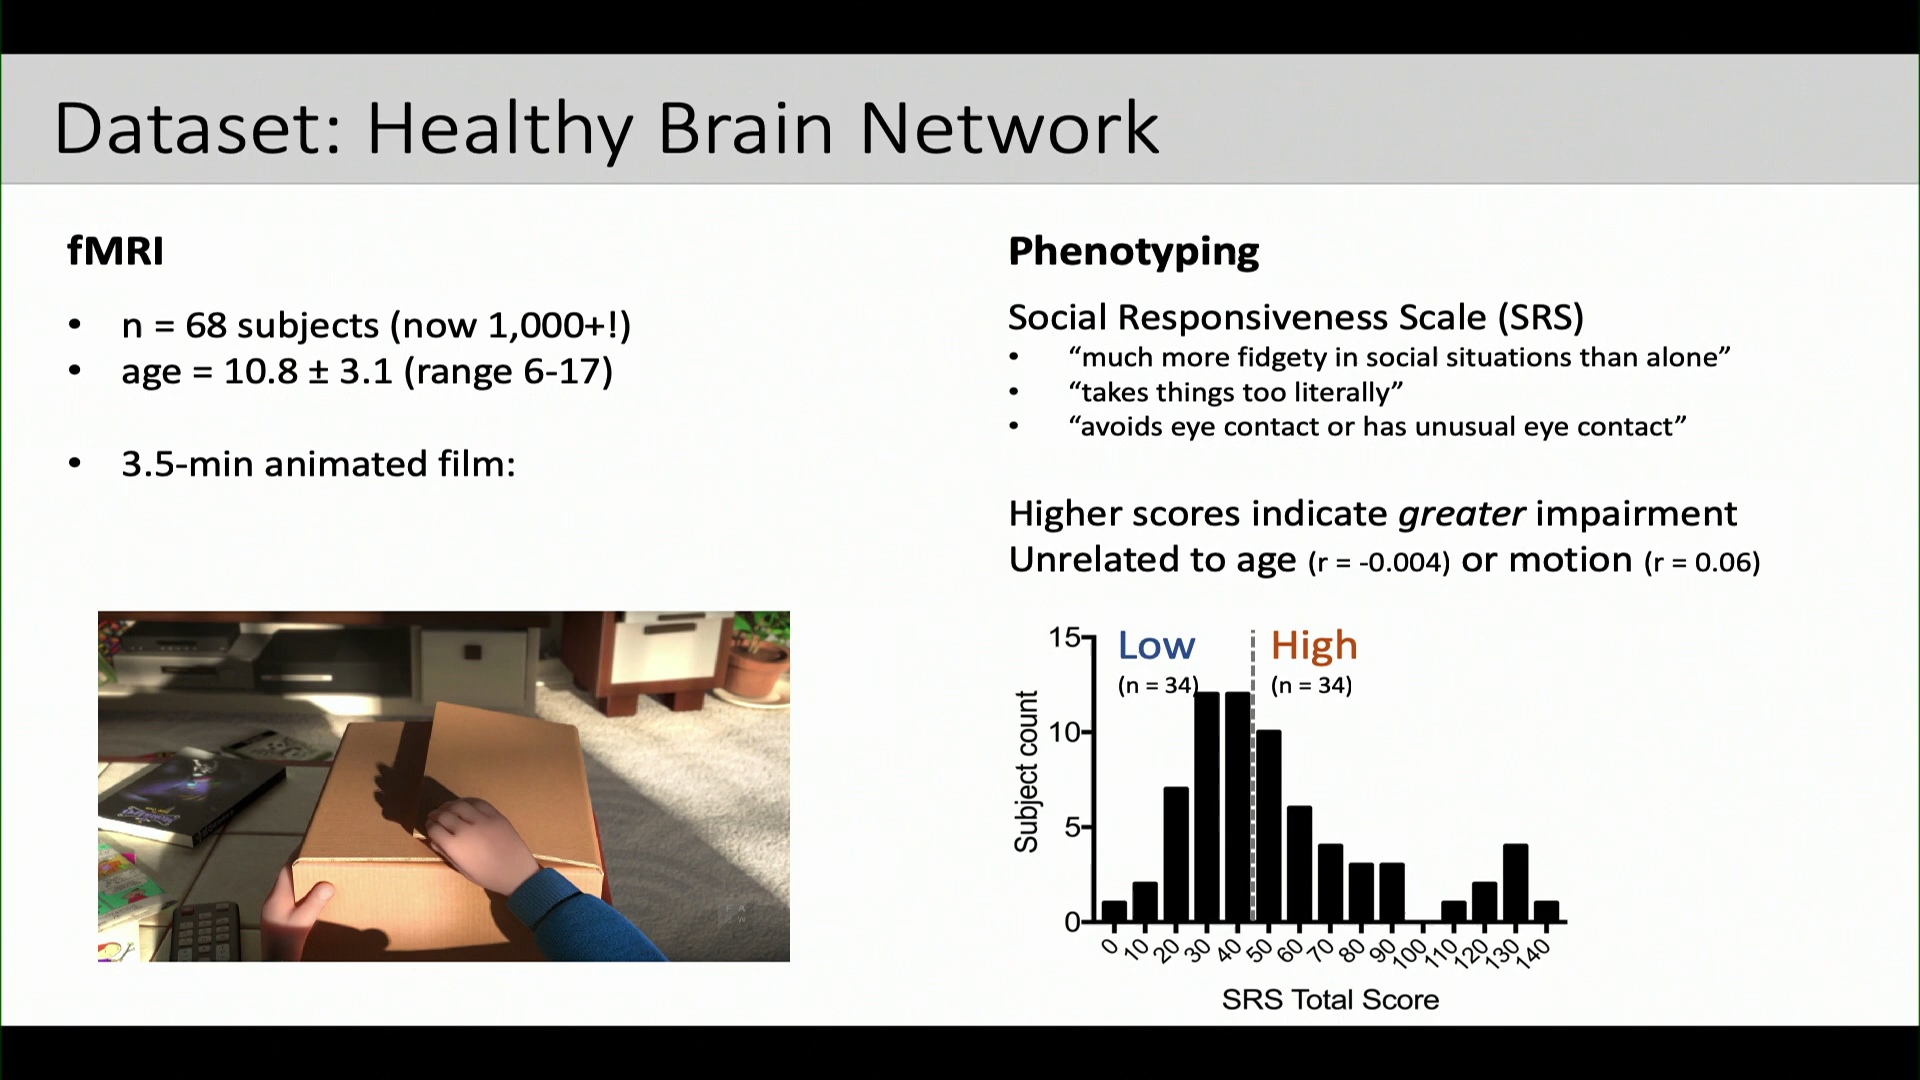 Dataset: Healthy Brain Network
fMRI
• n = 68 subjects (now 1,000+!)
• age = 10.8 ± 3.1 (range 6-17)
• 3.5-min animated film:
Phenotyping
Social Responsiveness Scale (SRS)
• “much more fidgety in social situations than alone”
• “takes things too literally”
• “avoids eye contact or has unusual eye contact”
Higher scores indicate greater impairment
Unrelated to age (r = -0.004) or motion (r = 0.06)
Low High
(n = 34) (n = 34)
Subject count
15
10
5
0
0 10 20 30 40 50 60 70 80 90 100 110 120 130 140
SRS Total Score